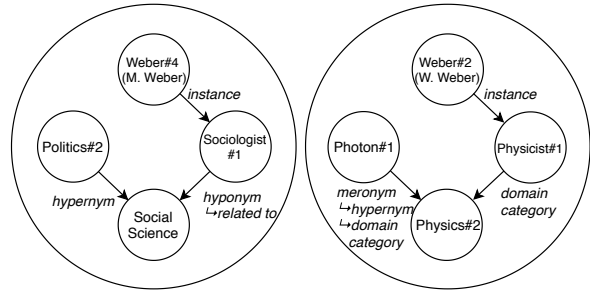 Weber#4
(M. Weber)
instance
Politics#2
Sociologist
#1
hypernym
hyponym
↳related to
Social
Science
Weber#2
(W. Weber)
instance
Photon#1
Physicist#1
meronym
↳hypernym
↳domain
category
domain
category
Physics#2